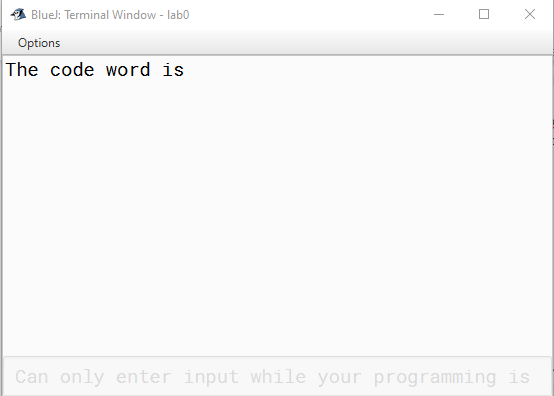 BlueJ: Terminal Window - lab0
Options
The code word is
Can only enter input while your programming is